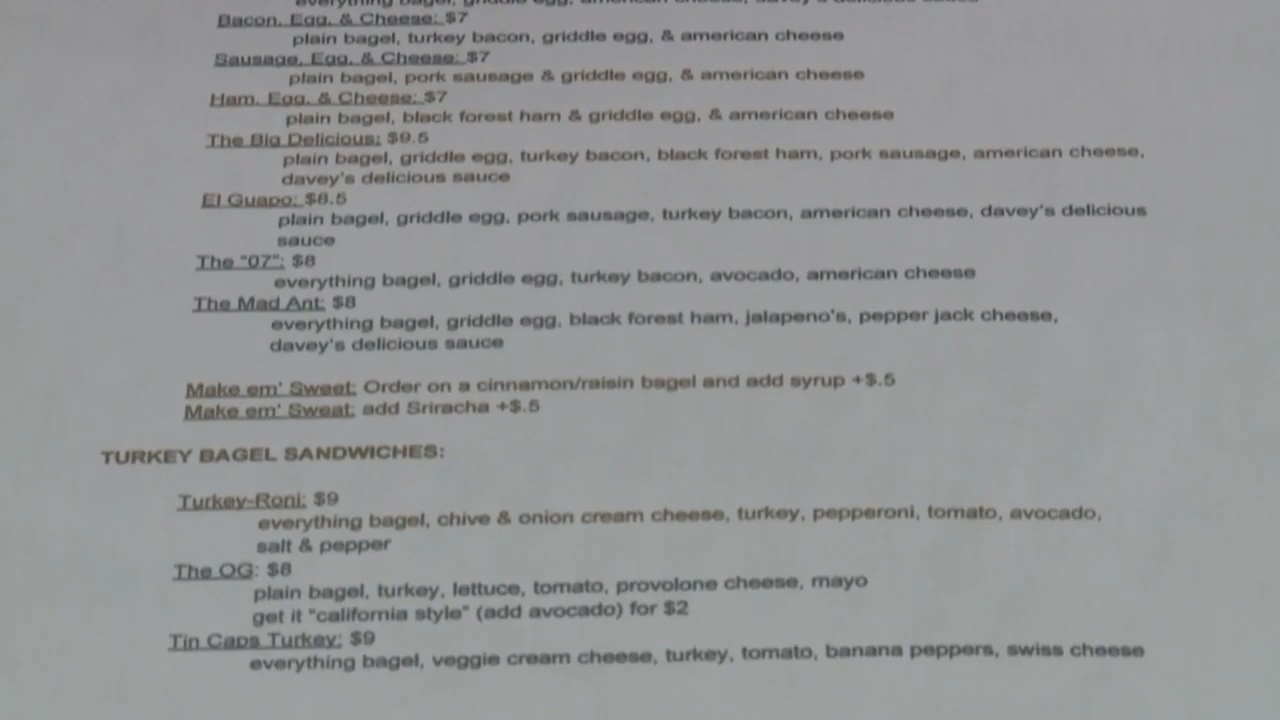 everything bagel, griddle egg, american cheese, davey's delicious sauce
Bacon, Egg, & Cheese: $7
plain bagel, turkey bacon, griddle egg, & american cheese
Sausage, Egg, & Cheese: $7
plain bagel, pork sausage & griddle egg, & american cheese
Ham, Egg, & Cheese: $7
plain bagel, black forest ham & griddle egg, & american cheese
The Big Delicious: $9.5
plain bagel, griddle egg, turkey bacon, black forest ham, pork sausage, american cheese,
davey's delicious sauce
El Guapo: $8.5
plain bagel, griddle egg, pork sausage, turkey bacon, american cheese, davey's delicious
sauce
The "07": $8
everything bagel, griddle egg, turkey bacon, avocado, american cheese
The Mad Ant: $8
everything bagel, griddle egg, black forest ham, jalapeno's, pepper jack cheese,
davey's delicious sauce
Make em' Sweet: Order on a cinnamon/raisin bagel and add syrup +$.5
Make em' Sweat: add Sriracha +$.5
TURKEY BAGEL SANDWICHES:
Turkey-Roni: $9
everything bagel, chive & onion cream cheese, turkey, pepperoni, tomato, avocado,
salt & pepper
The OG: $8
plain bagel, turkey, lettuce, tomato, provolone cheese, mayo
get it "california style" (add avocado) for $2
Tin Caps Turkey: $9
everything bagel, veggie cream cheese, turkey, tomato, banana peppers, swiss cheese